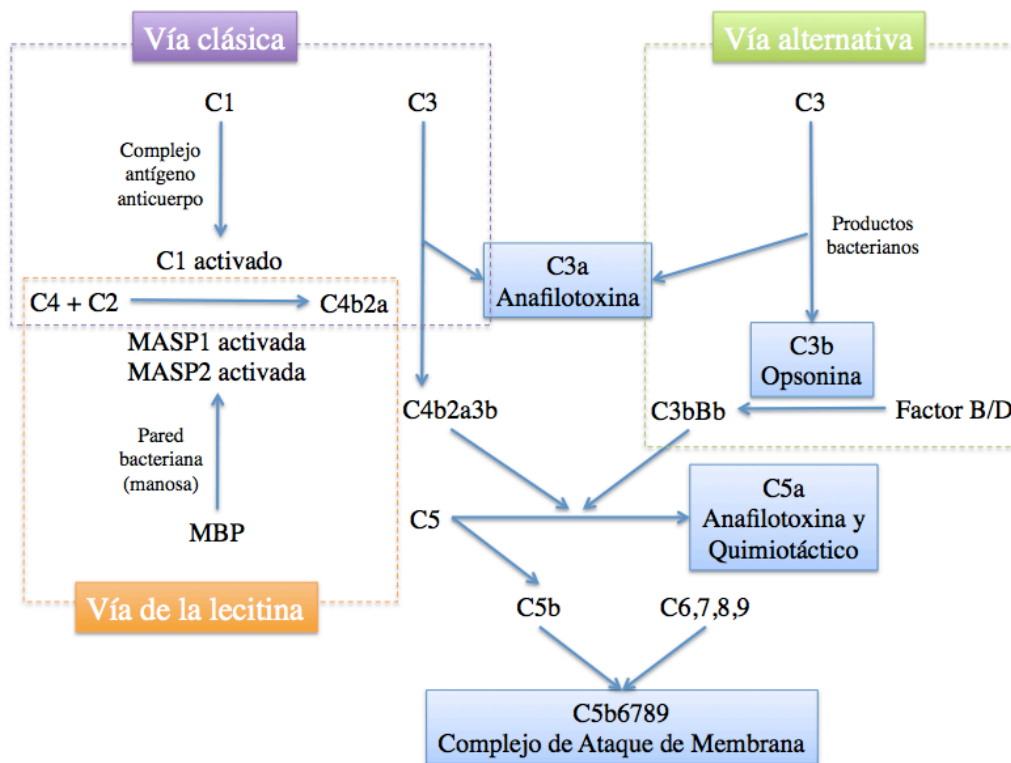 Vía clásica
Vía alternativa
C1
C3
C3
Complejo
antígeno
anticuerpo
Productos
bacterianos
C1 activado
C3a
Anafilotoxina
C4 + C2
C4b2a
MASP1 activada
MASP2 activada
C3b
Opsonina
C4b2a3b
C3bBb
Factor B/D
Pared
bacteriana
(manosa)
C5a
Anafilotoxina y
Quimiotáctico
C5
MBP
Vía de la lecitina
C5b
C6,7,8,9
C5b6789
Complejo de Ataque de Membrana